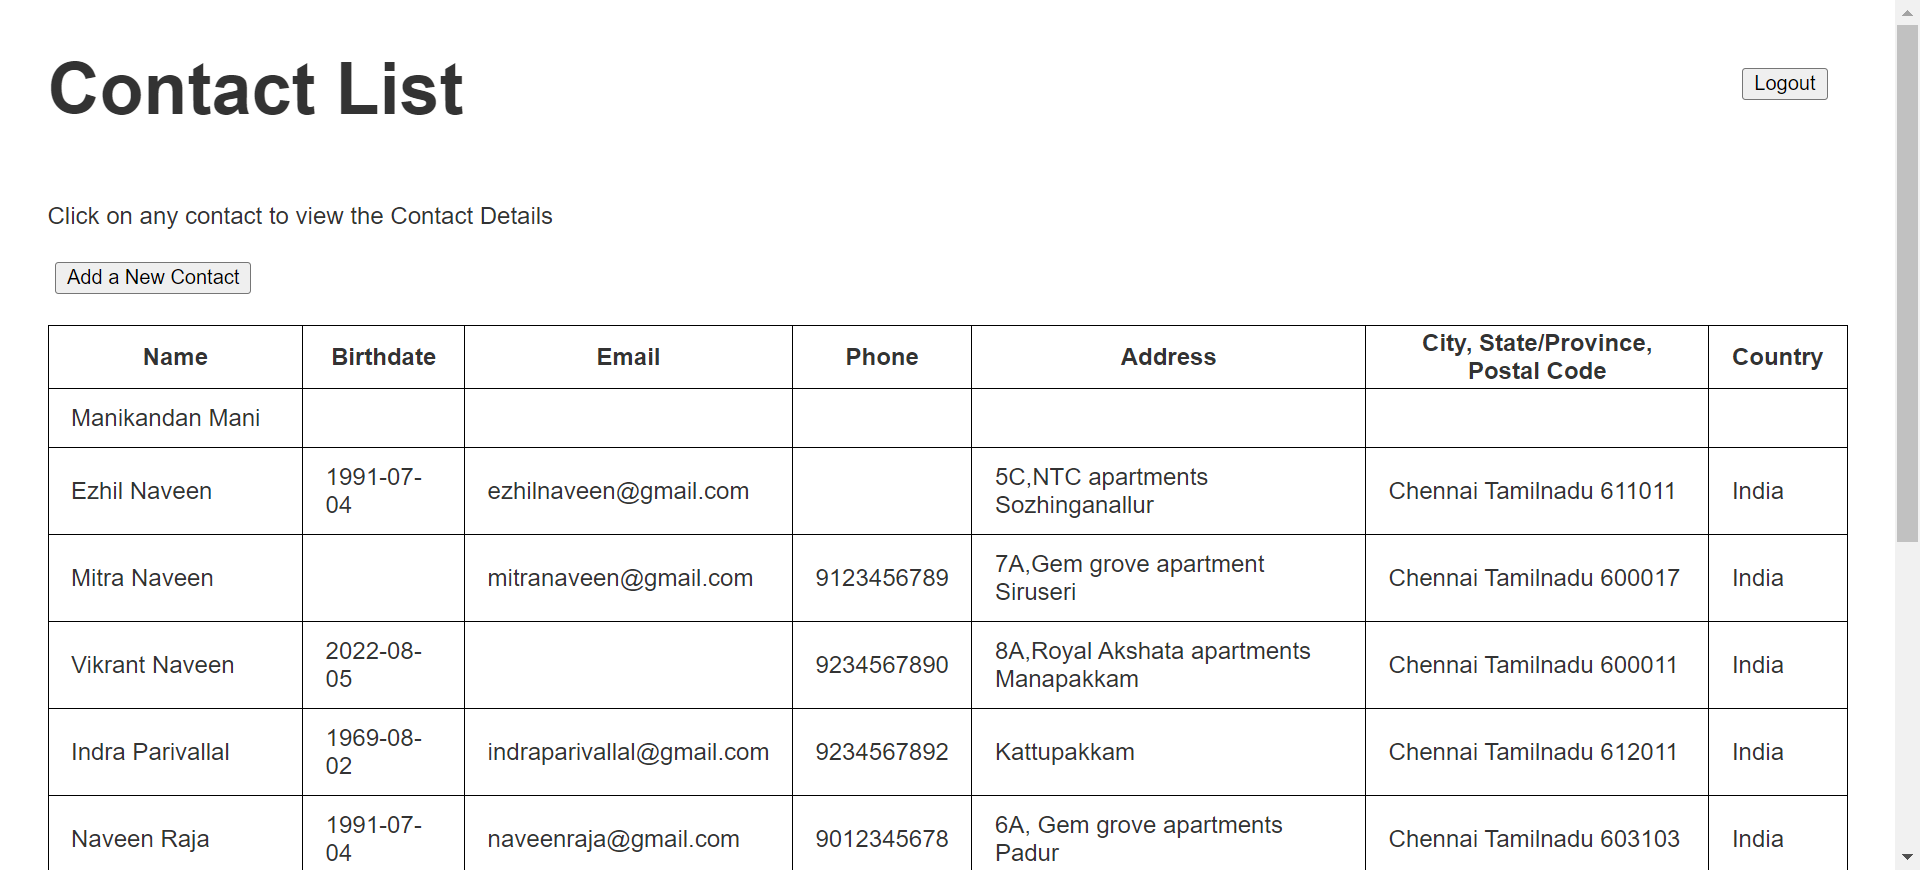 Contact List
Logout
Click on any contact to view the Contact Details
Add a New Contact
Name Birthdate Email Phone Address City, State/Province, Postal Code Country
Manikandan Mani
Ezhil Naveen 1991-07-04 ezhilnaveen@gmail.com 5C,NTC apartments Sozhinganallur Chennai Tamilnadu 611011 India
Mitra Naveen mitranaveen@gmail.com 9123456789 7A,Gem grove apartment Siruseri Chennai Tamilnadu 600017 India
Vikrant Naveen 2022-08-05 9234567890 8A,Royal Akshata apartments Manapakkam Chennai Tamilnadu 600011 India
Indra Parivallal 1969-08-02 indraparivallal@gmail.com 9234567892 Kattupakkam Chennai Tamilnadu 612011 India
Naveen Raja 1991-07-04 naveenraja@gmail.com 9012345678 6A, Gem grove apartments Padur Chennai Tamilnadu 603103 India